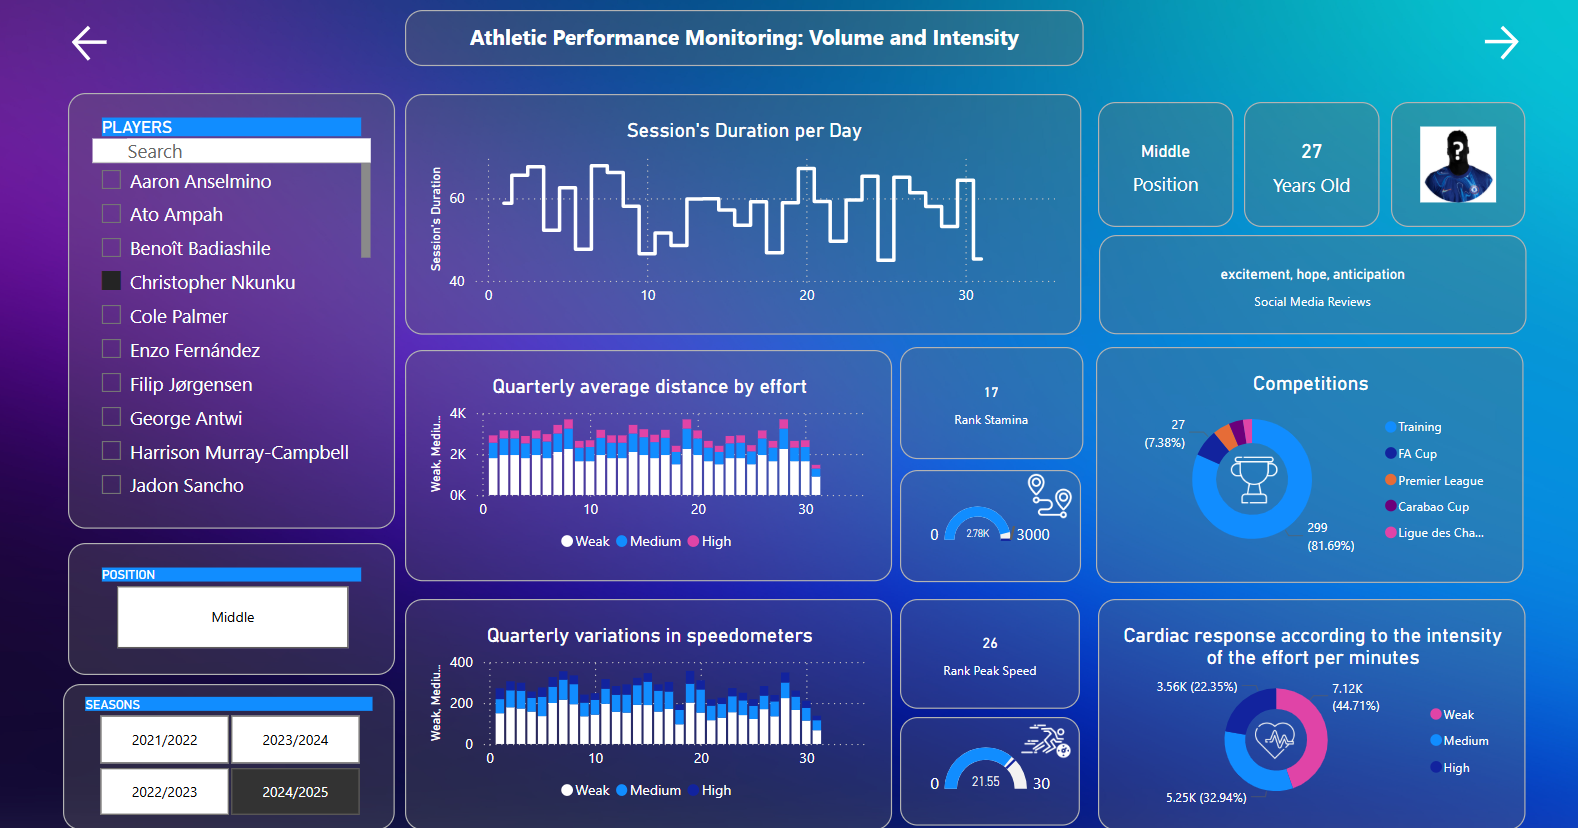 Athletic Performance Monitoring: Volume and Intensity
PLAYERS
Search
Aaron Anselmino
Ato Ampah
Benoît Badiashile
Christopher Nkunku
Cole Palmer
Enzo Fernández
Filip Jørgensen
George Antwi
Harrison Murray-Campbell
Jadon Sancho
POSITION
Middle
SEASONS
2021/2022
2023/2024
2022/2023
2024/2025
Session's Duration per Day
Session's Duration
60
40
0
10
20
30
Middle
Position
27
Years Old
?
excitement, hope, anticipation
Social Media Reviews
Quarterly average distance by effort
Weak, Mediu...
4K
2K
0K
0
10
20
30
Weak
Medium
High
17
Rank Stamina
0
2.78K
3000
Competitions
27
(7.38%)
299
(81.69%)
Training
FA Cup
Premier League
Carabao Cup
Ligue des Cha...
Quarterly variations in speedometers
Weak, Mediu...
400
200
0
0
10
20
30
Weak
Medium
High
26
Rank Peak Speed
0
21.55
30
Cardiac response according to the intensity
of the effort per minutes
3.56K (22.35%)
7.12K
(44.71%)
5.25K (32.94%)
Weak
Medium
High